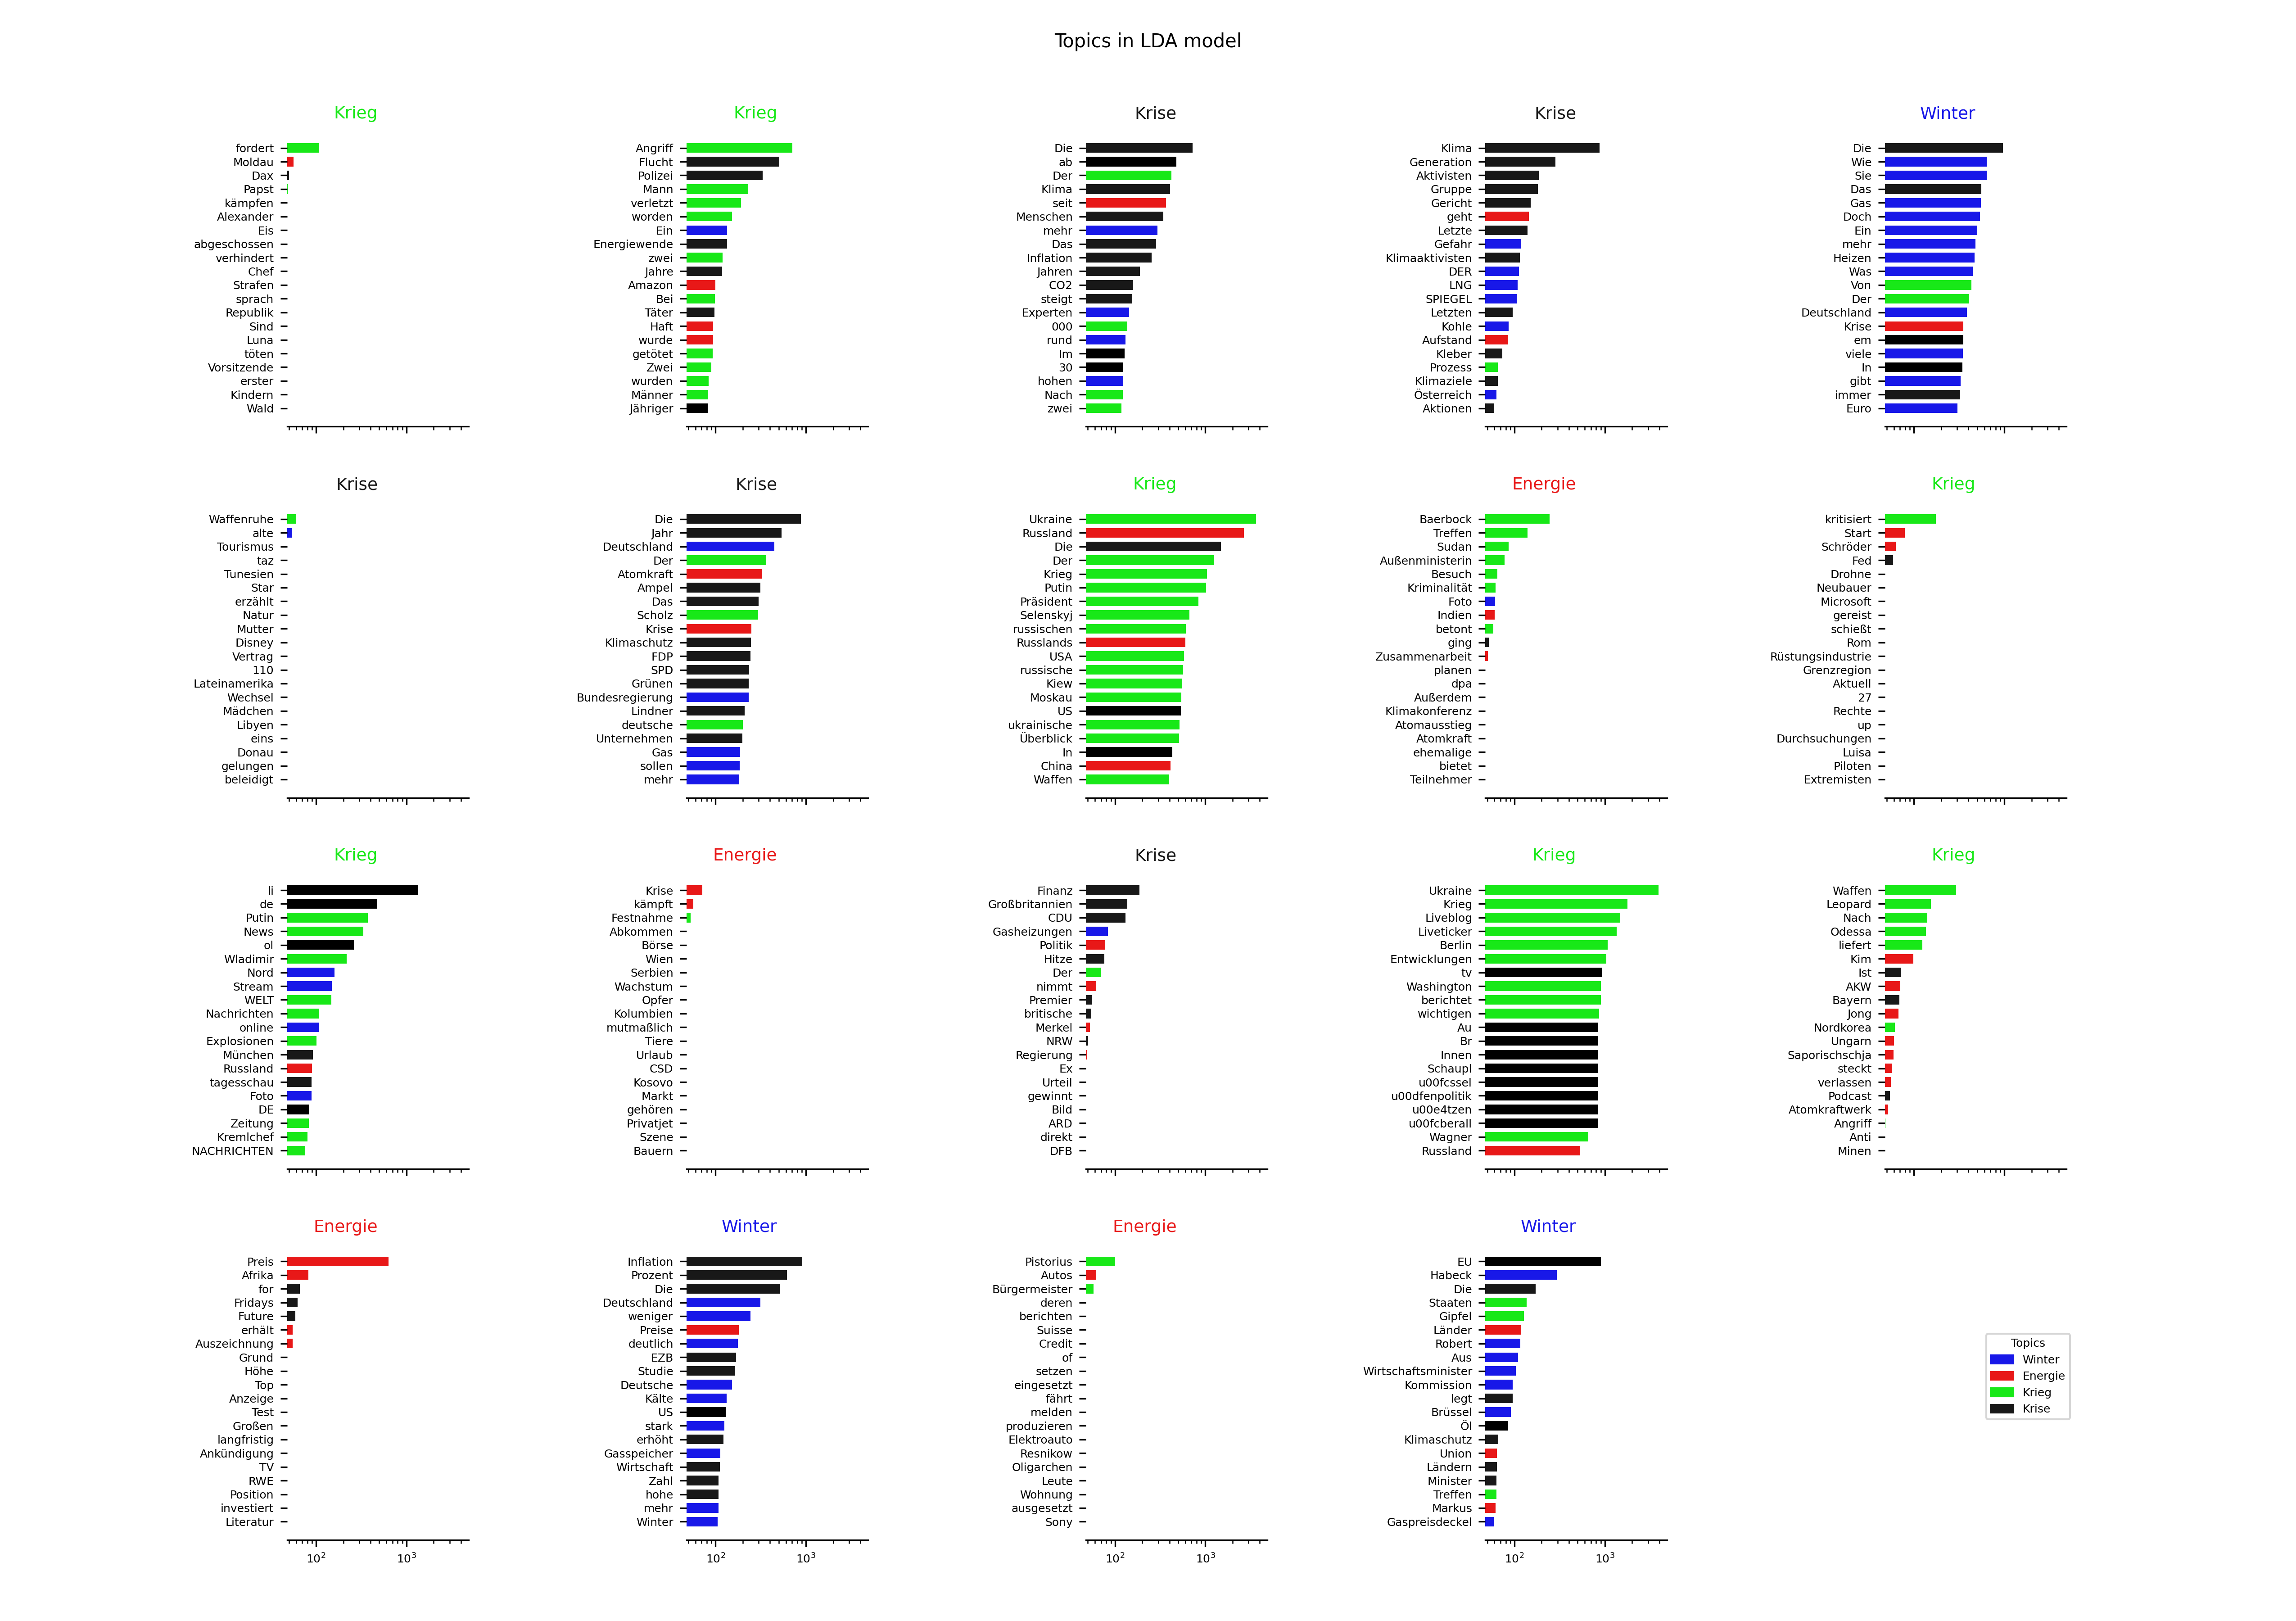 Topics in LDA model
Krieg
fordert
Moldau
Dax
Papst
kämpfen
Alexander
Eis
abgeschossen
verhindert
Chef
Strafen
sprach
Republik
Sind
Luna
töten
Vorsitzende
erster
Kindern
Wald
Krieg
Angriff
Flucht
Polizei
Mann
verletzt
worden
Ein
Energiewende
zwei
Jahre
Amazon
Bei
Täter
Haft
wurde
getötet
Zwei
wurden
Männer
Jähriger
Krise
Die
ab
Der
Klima
seit
Menschen
mehr
Das
Inflation
Jahren
CO2
steigt
Experten
000
rund
Im
30
hohen
Nach
zwei
Krise
Klima
Generation
Aktivisten
Gruppe
Gericht
geht
Letzte
Gefahr
Klimaaktivisten
DER
LNG
SPIEGEL
Letzten
Kohle
Aufstand
Kleber
Prozess
Klimaziele
Österreich
Aktionen
Winter
Die
Wie
Sie
Das
Gas
Doch
Ein
mehr
Heizen
Was
Von
Der
Deutschland
Krise
em
viele
In
gibt
immer
Euro
Krise
Waffenruhe
alte
Tourismus
taz
Tunesien
Star
erzählt
Natur
Mutter
Disney
Vertrag
110
Lateinamerika
Wechsel
Mädchen
Libyen
eins
Donau
gelungen
beleidigt
Krise
Die
Jahr
Deutschland
Der
Atomkraft
Ampel
Das
Scholz
Krise
Klimaschutz
FDP
SPD
Grünen
Bundesregierung
Lindner
deutsche
Unternehmen
Gas
sollen
mehr
Krieg
Ukraine
Russland
Die
Der
Krieg
Putin
Präsident
Selenskyj
russischen
Russlands
USA
russische
Kiew
Moskau
US
ukrainische
Überblick
In
China
Waffen
Energie
Baerbock
Treffen
Sudan
Außenministerin
Besuch
Kriminalität
Foto
Indien
betont
ging
Zusammenarbeit
planen
dpa
Außerdem
Klimakonferenz
Atomausstieg
Atomkraft
ehemalige
bietet
Teilnehmer
Krieg
kritisiert
Start
Schröder
Fed
Drohne
Neubauer
Microsoft
gereist
schießt
Rom
Rüstungsindustrie
Grenzregion
Aktuell
27
Rechte
up
Durchsuchungen
Luisa
Piloten
Extremisten
Krieg
li
de
Putin
News
ol
Wladimir
Nord
Stream
WELT
Nachrichten
online
Explosionen
München
Russland
tagesschau
Foto
DE
Zeitung
Kremlchef
NACHRICHTEN
Energie
Krise
kämpft
Festnahme
Abkommen
Börse
Wien
Serbien
Wachstum
Opfer
Kolumbien
mutmaßlich
Tiere
Urlaub
CSD
Kosovo
Markt
gehören
Privatjet
Szene
Bauern
Krise
Finanz
Großbritannien
CDU
Gasheizungen
Politik
Hitze
Der
nimmt
Premier
britische
Merkel
NRW
Regierung
Ex
Urteil
gewinnt
Bild
ARD
direkt
DFB
Krieg
Ukraine
Krieg
Liveblog
Liveticker
Berlin
Entwicklungen
tv
Washington
berichtet
wichtigen
Au
Br
Innen
Schaupl
u00fcssel
u00dfenpolitik
u00e4tzen
u00fcberall
Wagner
Russland
Krieg
Waffen
Leopard
Nach
Odessa
liefert
Kim
Ist
AKW
Bayern
Jong
Nordkorea
Ungarn
Saporischschja
steckt
verlassen
Podcast
Atomkraftwerk
Angriff
Anti
Minen
Energie
Preis
Afrika
for
Fridays
Future
erhält
Auszeichnung
Grund
Höhe
Top
Anzeige
Test
Großen
langfristig
Ankündigung
TV
RWE
Position
investiert
Literatur
10² 10³
Winter
Inflation
Prozent
Die
Deutschland
weniger
Preise
deutlich
EZB
Studie
Deutsche
Kälte
US
stark
erhöht
Gasspeicher
Wirtschaft
Zahl
hohe
mehr
Winter
10² 10³
Energie
Pistorius
Autos
Bürgermeister
deren
berichten
Suisse
Credit
of
setzen
eingesetzt
fährt
melden
produzieren
Elektroauto
Resnikow
Oligarchen
Leute
Wohnung
ausgesetzt
Sony
10² 10³
Winter
EU
Habeck
Die
Staaten
Gipfel
Länder
Robert
Aus
Wirtschaftsminister
Kommission
legt
Brüssel
Öl
Klimaschutz
Union
Ländern
Minister
Treffen
Markus
Gaspreisdeckel
10² 10³
Topics
Winter
Energie
Krieg
Krise